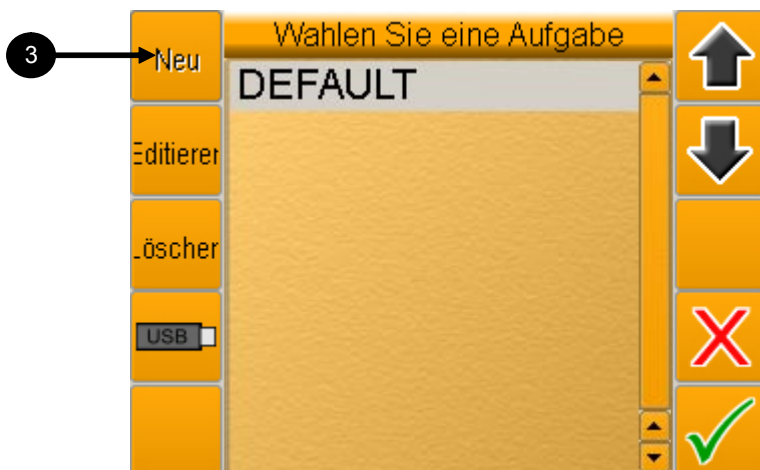 3
Neu
Wahlen Sie eine Aufgabe
DEFAULT
Editierer
Löscher
USB